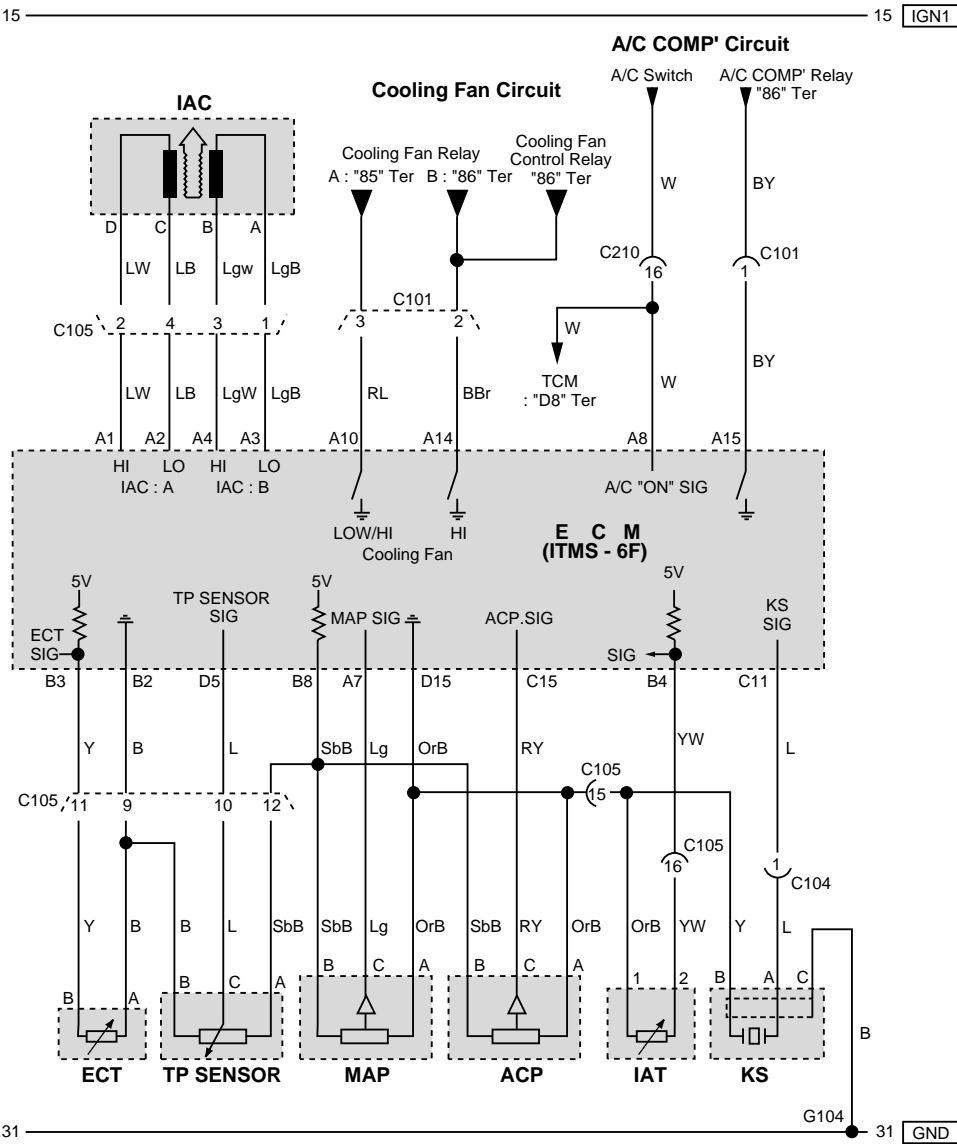 15 15 IGN1
A/C COMP' Circuit
A/C Switch A/C COMP' Relay
"86" Ter
Cooling Fan Circuit
IAC
Cooling Fan Relay
A : "85" Ter B : "86" Ter
Cooling Fan
Control Relay
"86" Ter
D C B A
W BY
LW LB Lgw LgB
C210 C101
16 1
C105 2 4 3 1
C101
3 2
W
TCM
: "D8" Ter
W BY
LW LB LgW LgB RL BBr
A1 A2 A4 A3 A10 A14 A8 A15
HI LO HI LO
IAC : A IAC : B
A/C "ON" SIG
LOW/HI HI
Cooling Fan
E C M
(ITMS - 6F)
5V 5V 5V
TP SENSOR
SIG
MAP SIG ACP.SIG
KS
SIG
ECT
SIG
SIG
B3 B2 D5 B8 A7 D15 C15 B4 C11
Y B L SbB Lg OrB RY YW L
C105 11 9 10 12
C105
15
C105
16
1
C104
Y B B L SbB SbB Lg OrB SbB RY OrB OrB YW Y L
B A B C A B C A B C A 1 2 B A C
B
ECT TP SENSOR MAP ACP IAT KS
G104
31 31 GND